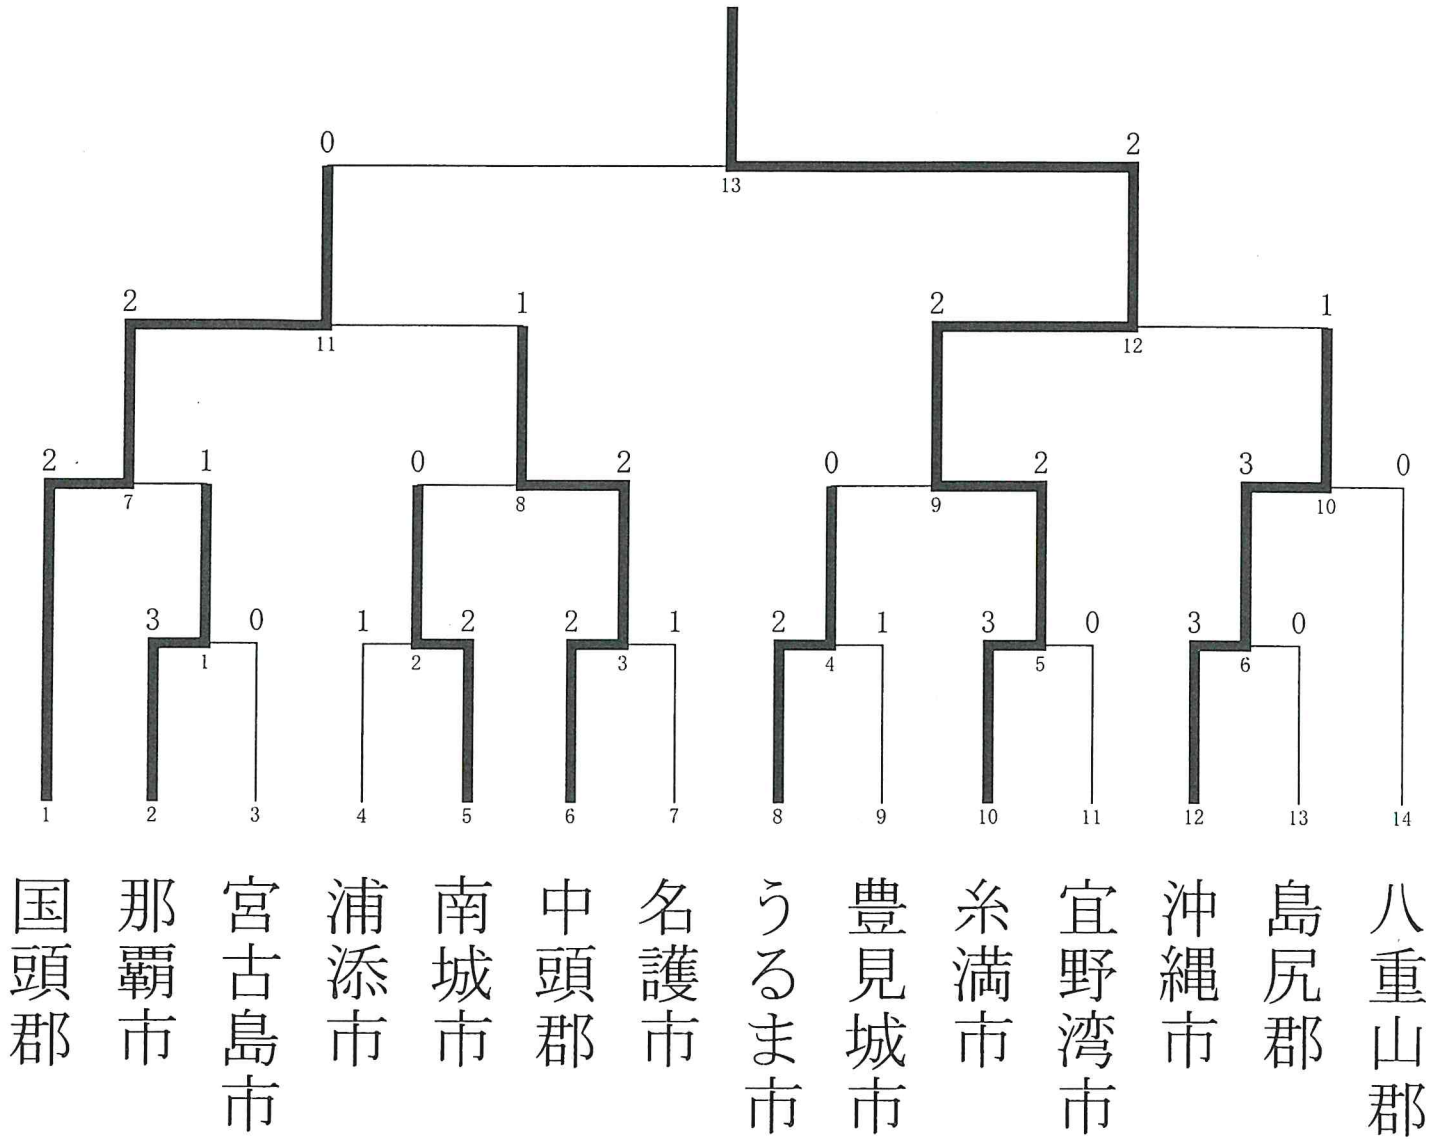 0 2
13
2 1 2 1
11 12
2 1 0 2 0 2 3 0
7 8 9 10
3 0 1 2 2 1 2 1 3 0 3 0
1 2 3 4 5 6
1 2 3 4 5 6 7 8 9 10 11 12 13 14
国頭郡
那覇市
宮古島市
浦添市
南城市
中頭郡
名護市
うるま市
豊見城市
糸満市
宜野湾市
沖縄市
島尻郡
八重山郡